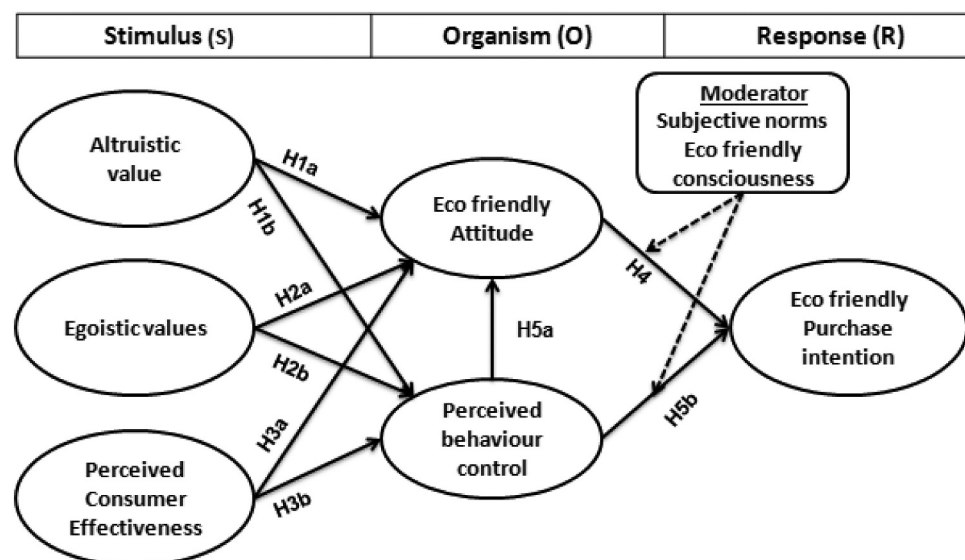 Stimulus (S)
Organism (O)
Response (R)
Moderator
Subjective norms
Eco friendly
consciousness
Altruistic
value
H1a
H1b
Eco friendly
Attitude
H4
H2a
Egoistic values
H2b
H5a
Eco friendly
Purchase
intention
H3a
Perceived
behaviour
control
H5b
Perceived
Consumer
Effectiveness
H3b